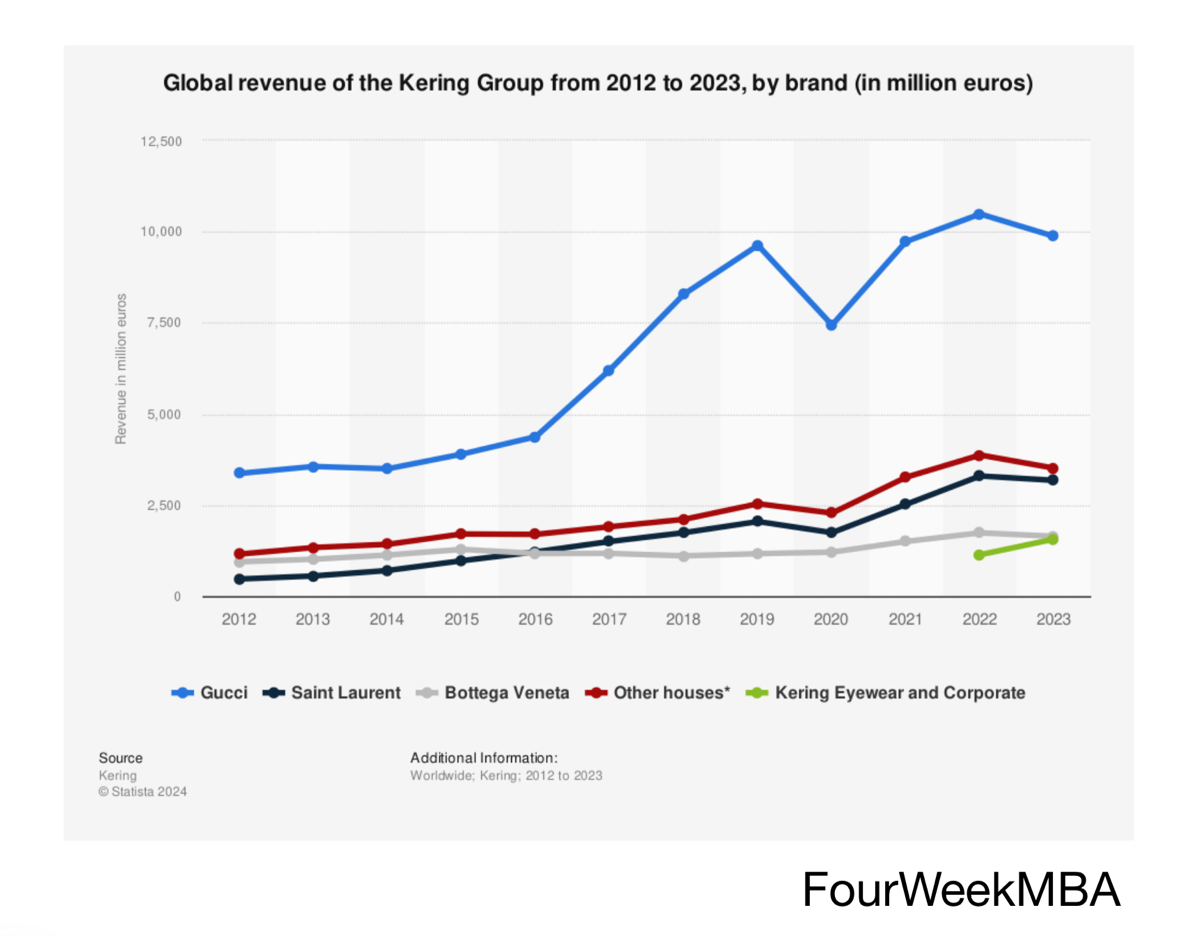 Global revenue of the Kering Group from 2012 to 2023, by brand (in million euros)
12,500
10,000
7,500
5,000
2,500
0
Revenue in million euros
2012 2013 2014 2015 2016 2017 2018 2019 2020 2021 2022 2023
Gucci Saint Laurent Bottega Veneta Other houses* Kering Eyewear and Corporate
Source
Kering
© Statista 2024
Additional Information:
Worldwide; Kering; 2012 to 2023
FourWeekMBA